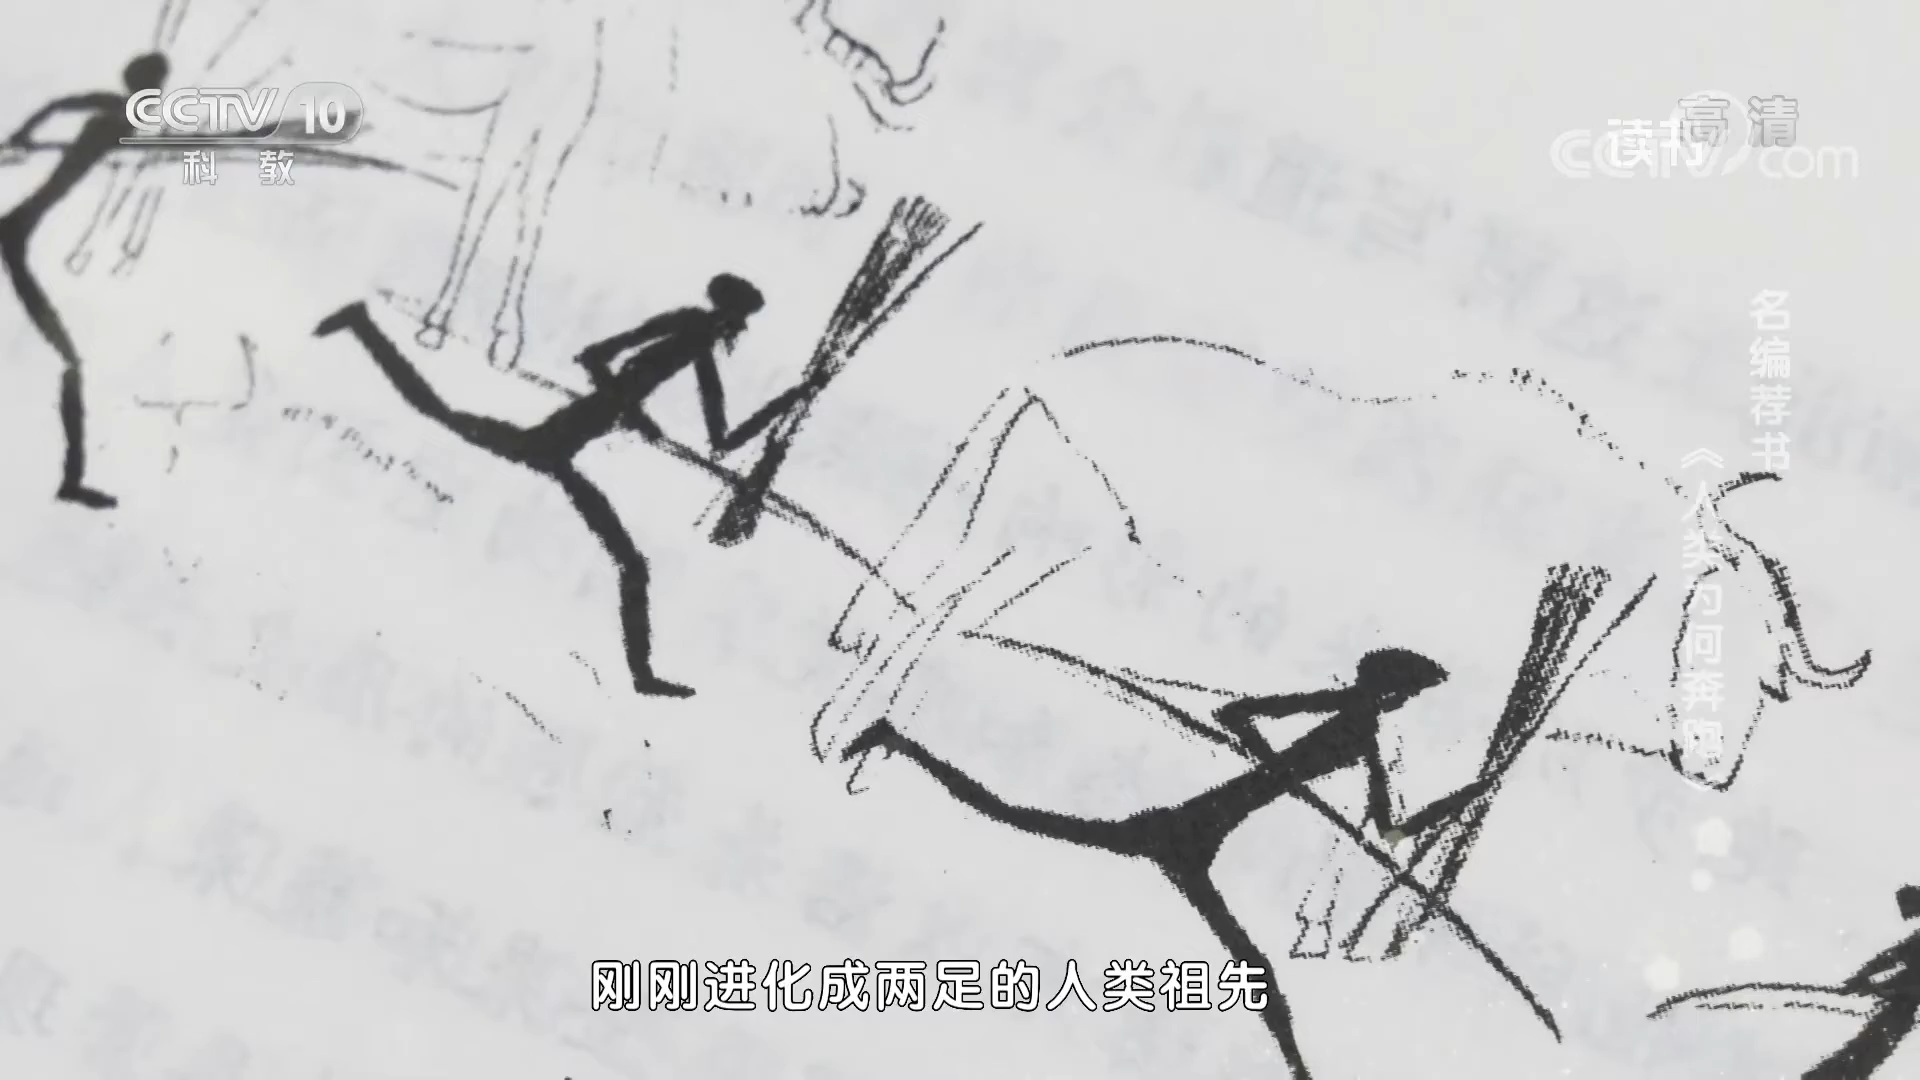 CCTV 10
科 教
高清
读书
CCTV.com
名编荐书
《人类为何奔跑》
刚刚进化成两足的人类祖先